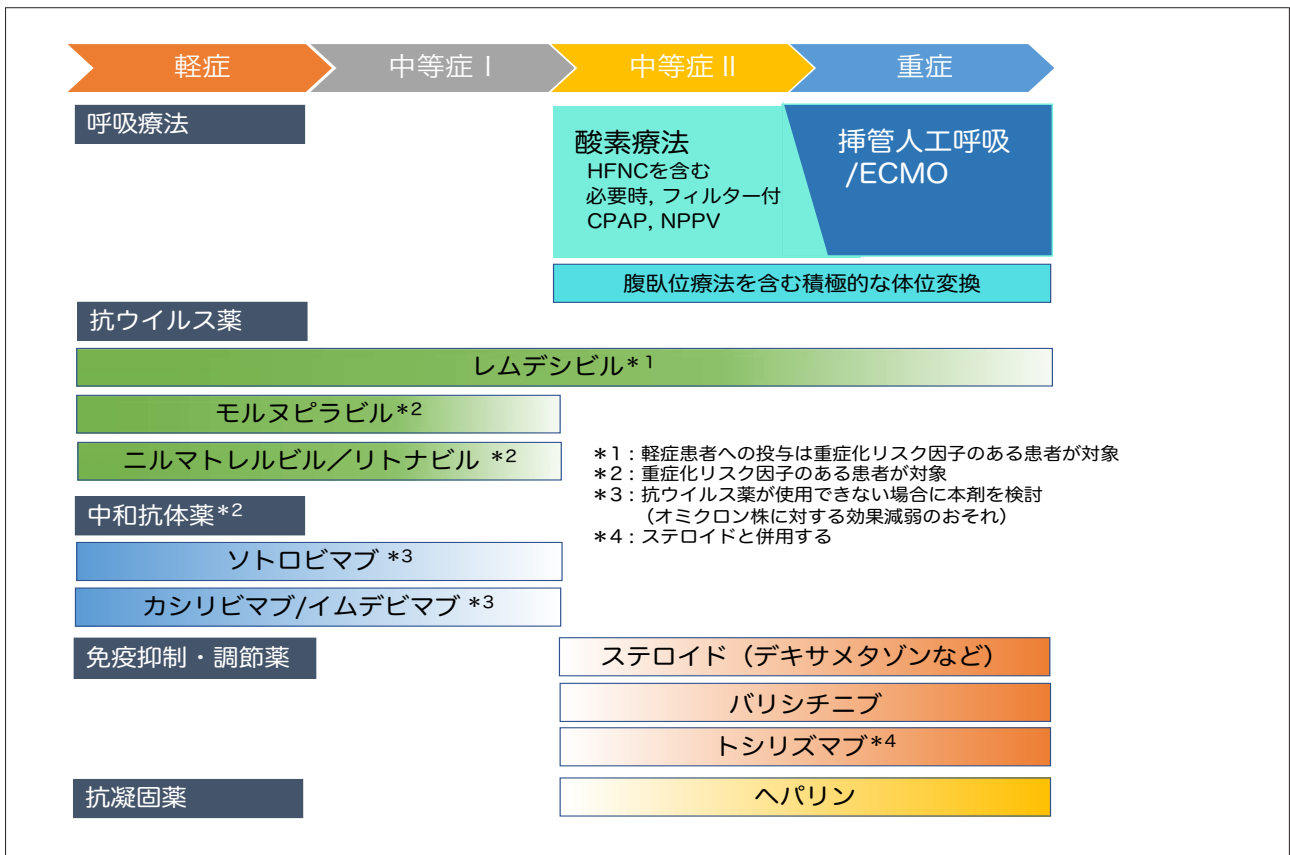 軽症
中等症Ⅰ
中等症Ⅱ
重症
呼吸療法
酸素療法
HFNCを含む
必要時, フィルター付
CPAP, NPPV
挿管人工呼吸
/ECMO
腹臥位療法を含む積極的な体位変換
抗ウイルス薬
レムデシビル*1
モルヌピラビル*2
ニルマトレルビル／リトナビル *2
*1：軽症患者への投与は重症化リスク因子のある患者が対象
*2：重症化リスク因子のある患者が対象
*3：抗ウイルス薬が使用できない場合に本剤を検討
（オミクロン株に対する効果減弱のおそれ）
*4：ステロイドと併用する
中和抗体薬*2
ソトロビマブ *3
カシリビマブ/イムデビマブ *3
免疫抑制・調節薬
ステロイド（デキサメタゾンなど）
バリシチニブ
トシリズマブ*4
抗凝固薬
ヘパリン